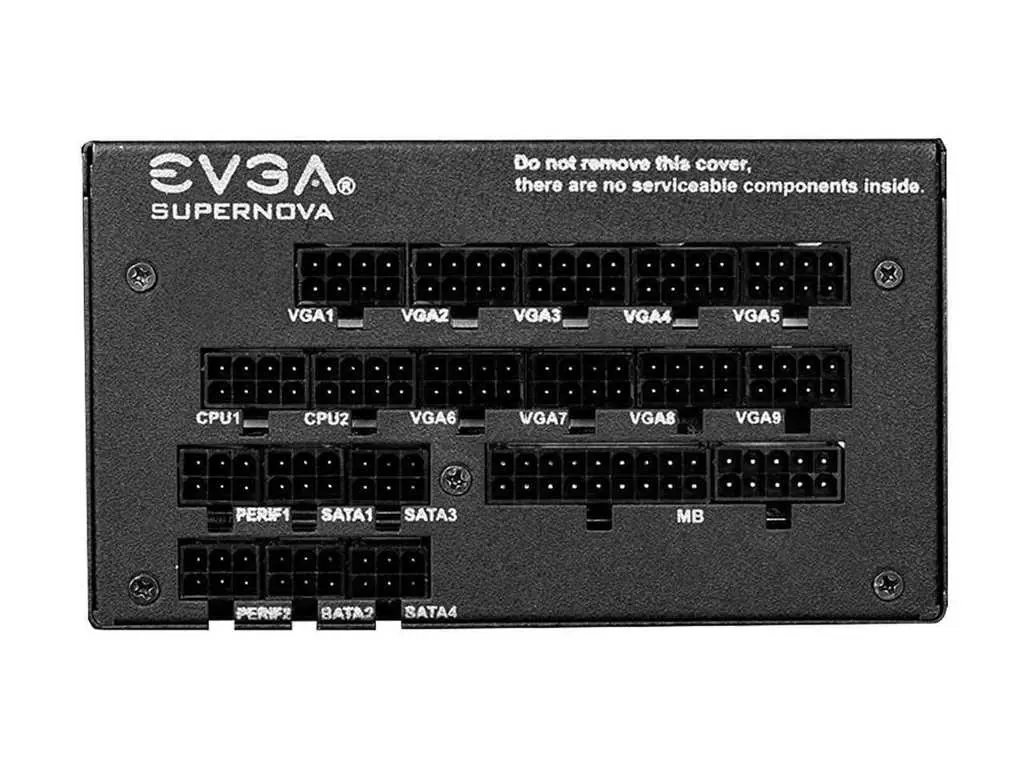 EVGA®
SUPERNOVA
Do not remove this cover,
there are no serviceable components inside.
VGA1 VGA2 VGA3 VGA4 VGA5
CPU1 CPU2 VGA6 VGA7 VGA8 VGA9
PERIF1 SATA1 SATA3 MB
PERIF2 SATA2 SATA4